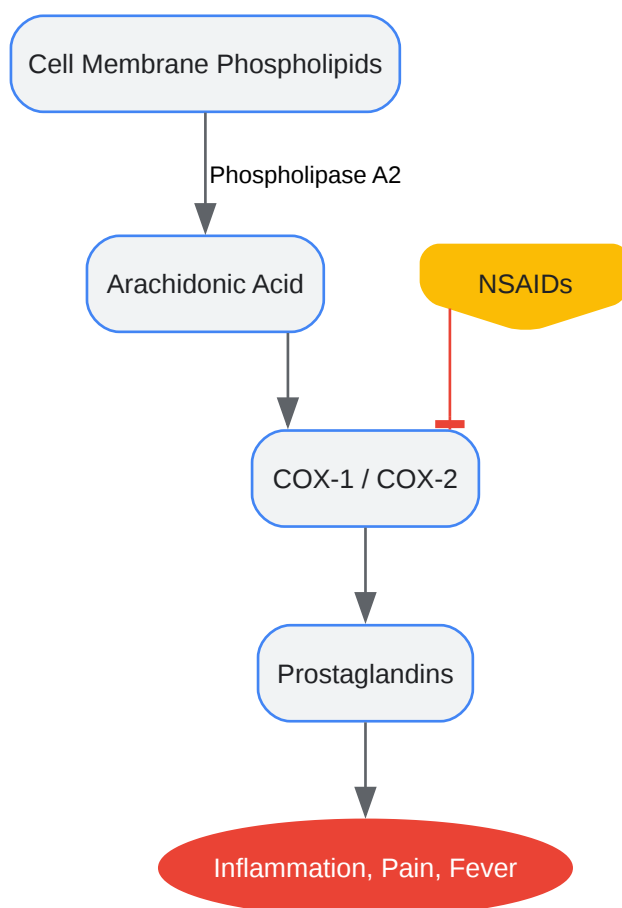 Cell Membrane Phospholipids
Phospholipase A2
Arachidonic Acid
NSAIDs
COX-1 / COX-2
Prostaglandins
Inflammation, Pain, Fever